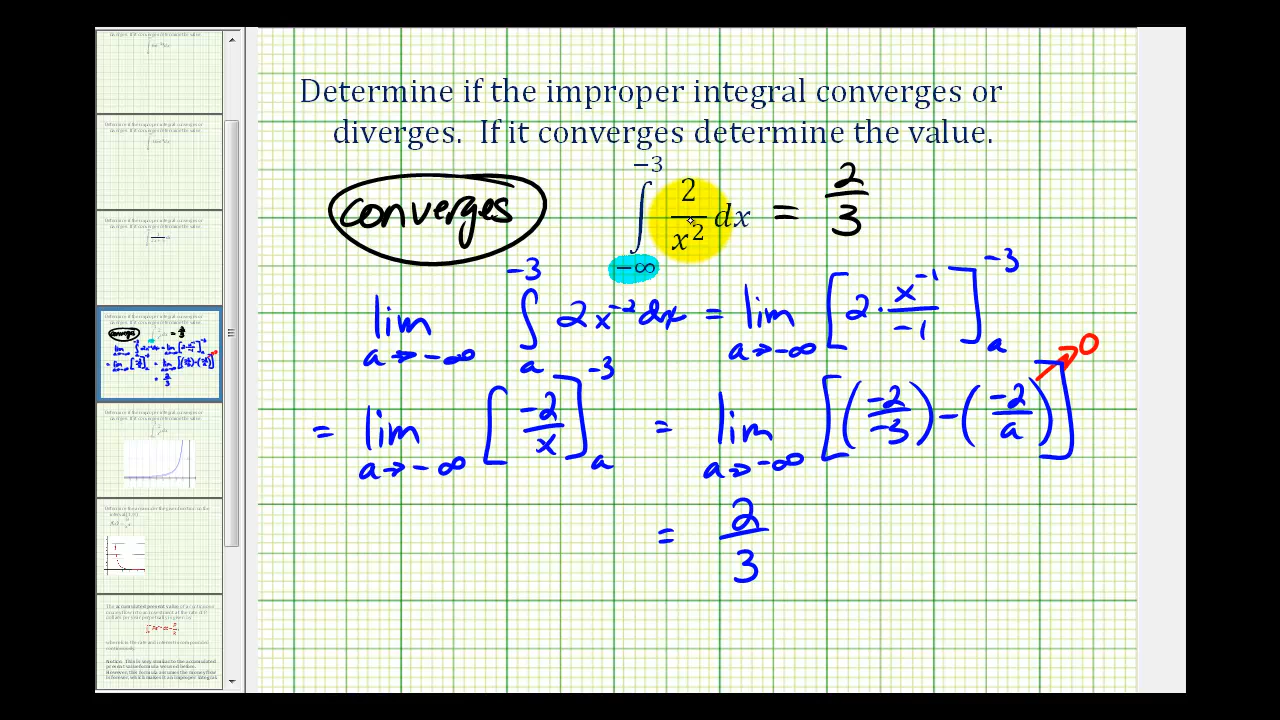 Determine if the improper integral converges or
diverges. If it converges determine the value.
converges
∫_{−∞}^{−3} 2/x² dx = 2/3
lim_{a→−∞} ∫_a^{−3} 2x⁻² dx = lim_{a→−∞} [2 · x⁻¹/−1]_a^{−3}
= lim_{a→−∞} [−2/x]_a^{−3} = lim_{a→−∞} [(−2/−3) − (−2/a)] 0
= 2/3